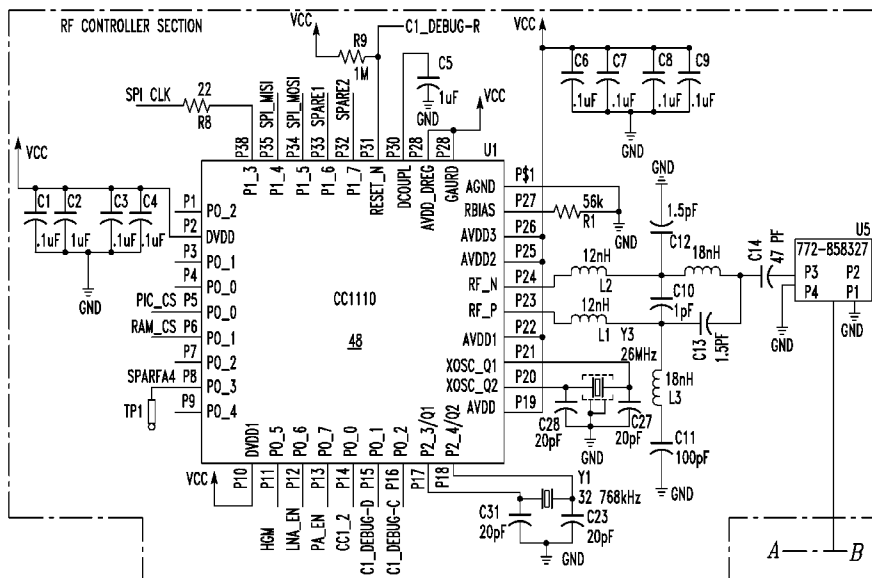 RF CONTROLLER SECTION
VCC
R9
1M
C1_DEBUG-R
C5
1uF
GND
VCC
VCC
C6
C7
C8
C9
.1uF
.1uF
.1uF
.1uF
GND
SPI_CLK
22
R8
SPI_MISI
SPI_MOSI
SPARE1
SPARE2
P38
P35
P34
P33
P32
P31
P30
P28
P28
U1
P1_3
P1_4
P1_5
P1_6
P1_7
RESET_N
DCOUPL
AVDD_DREG
GAURD
VCC
C1
C2
C3
C4
.1uF
1uF
.1uF
1uF
GND
P1
PO_2
P2
DVDD
P3
PO_1
P4
PO_0
PIC_CS
P5
PO_0
RAM_CS
P6
PO_1
P7
PO_2
SPARFA4
P8
PO_3
P9
PO_4
TP1
CC1110
48
AGND
P$1
RBIAS
P27
AVDD3
P26
AVDD2
P25
RF_N
P24
RF_P
P23
AVDD1
P22
XOSC_Q1
P21
XOSC_Q2
P20
AVDD
P19
56k
R1
GND
GND
1.5pF
C12
12nH
L2
18nH
C10
1pF
12nH
L1
C13
1.5PF
C14
47 PF
U5
772-858327
P3
P2
P4
P1
GND
GND
Y3
26MHz
18nH
L3
C28
20pF
C27
20pF
GND
C11
100pF
GND
DVDD1
PO_5
PO_6
PO_7
PO_0
PO_1
PO_2
P2_3/Q1
P2_4/Q2
VCC
P10
P11
P12
P13
P14
P15
P16
P17
P18
HGM
LNA_EN
PA_EN
CC1_2
C1_DEBUG-D
C1_DEBUG-C
Y1
32 768kHz
C31
20pF
C23
20pF
GND
A
B